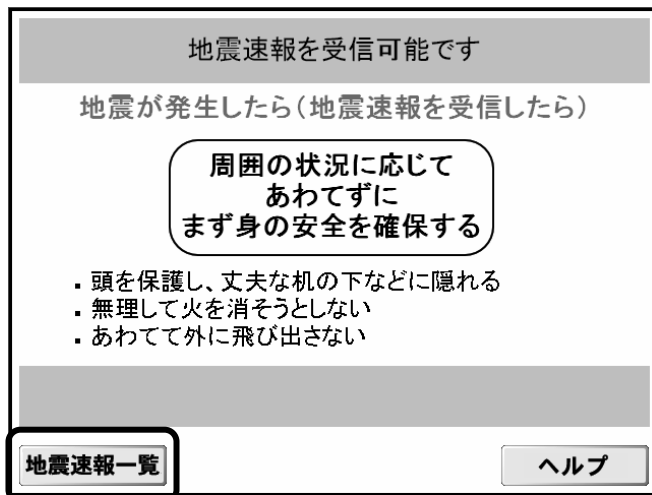 地震速報を受信可能です
地震が発生したら（地震速報を受信したら）
周囲の状況に応じて
あわてずに
まず身の安全を確保する
. 頭を保護し、丈夫な机の下などに隠れる
. 無理して火を消そうとしない
. あわてて外に飛び出さない
地震速報一覧
ヘルプ